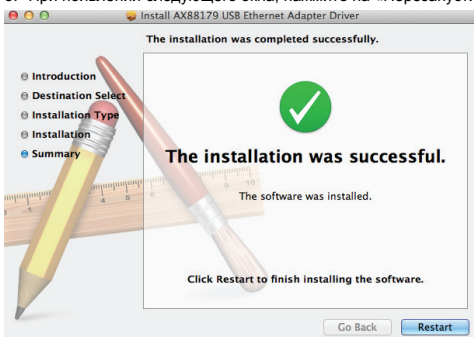 Install AX88179 USB Ethernet Adapter Driver
The installation was completed successfully.
Introduction
Destination Select
Installation Type
Installation
Summary
The installation was successful.
The software was installed.
Click Restart to finish installing the software.
Go Back
Restart